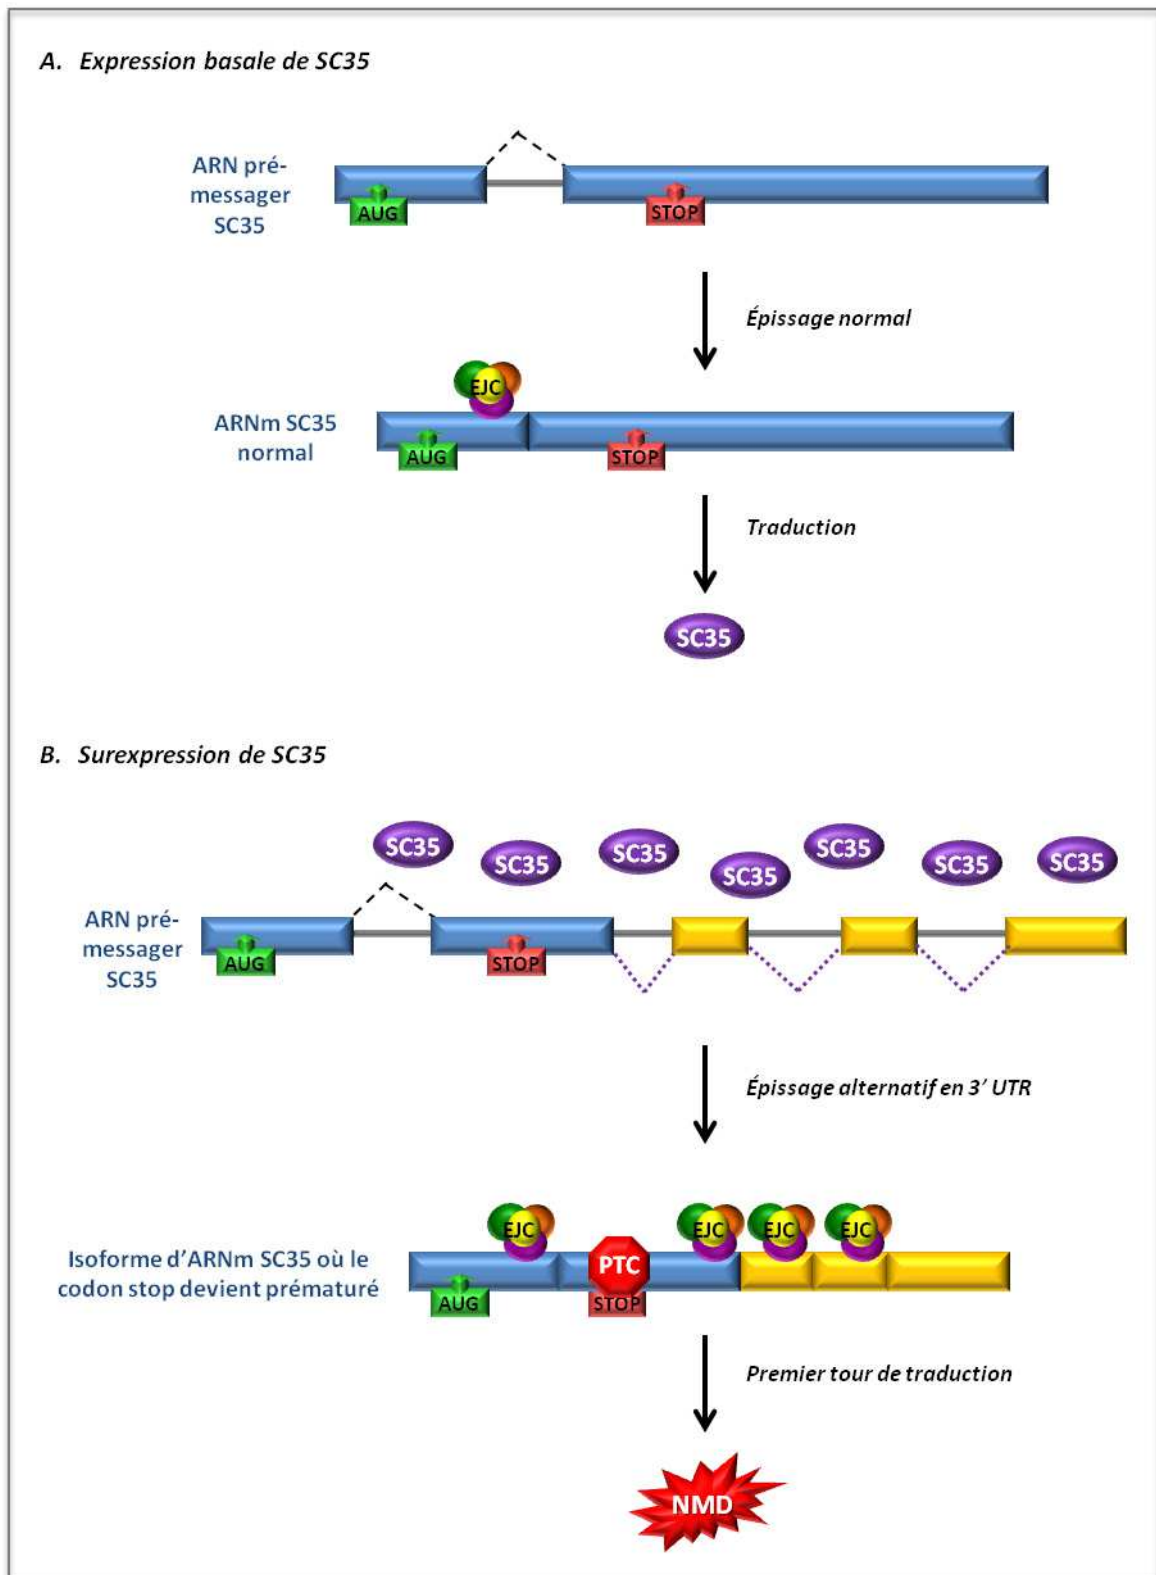 A. Expression basale de SC35
ARN pré-
messager
SC35
AUG
STOP
Épissage normal
EJC
ARNm SC35
normal
AUG
STOP
Traduction
SC35
B. Surexpression de SC35
SC35
SC35
SC35
SC35
SC35
SC35
SC35
ARN pré-
messager
SC35
AUG
STOP
Épissage alternatif en 3’ UTR
EJC
EJC
EJC
EJC
Isoforme d’ARNm SC35 où le
codon stop devient prématuré
PTC
AUG
STOP
Premier tour de traduction
NMD